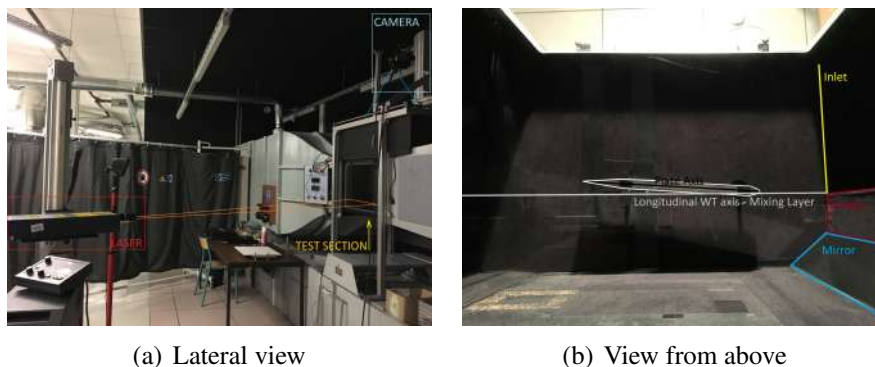 CAMERA
LASER
TEST SECTION
Inlet
Longitudinal WT axis - Mixing Layer
Mirror
(a) Lateral view
(b) View from above